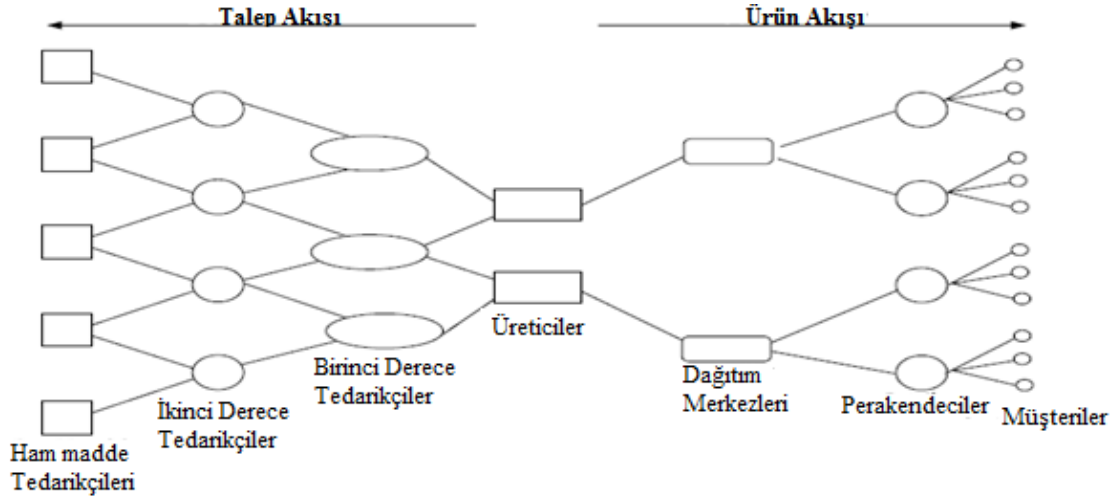 Talep Akışı
Ürün Akışı
Üreticiler
Birinci Derece
Tedarikçiler
Dağıtım
Merkezleri
İkinci Derece
Tedarikçiler
Perakendeciler
Müşteriler
Ham madde
Tedarikçileri